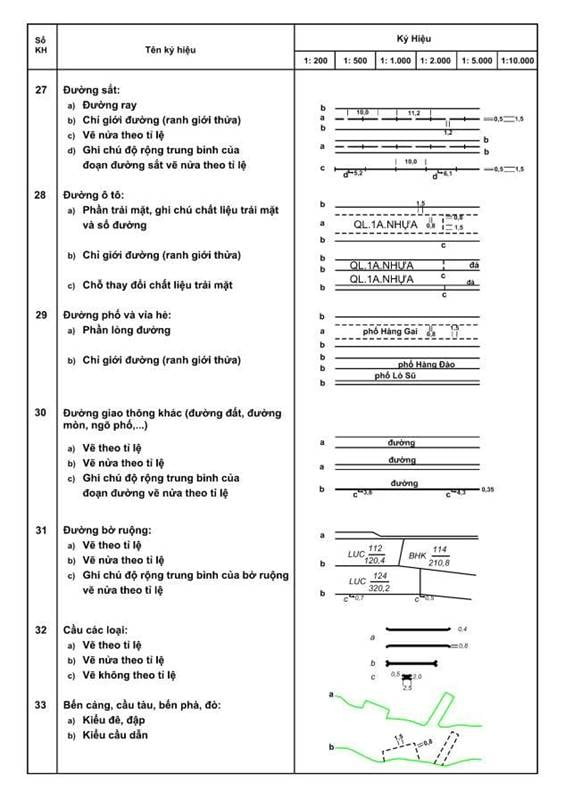 Số KH
Tên ký hiệu
Ký Hiệu
1: 200
1: 500
1: 1.000
1: 2.000
1: 5.000
1:10.000
27
Đường sắt:
a) Đường ray
b) Chỉ giới đường (ranh giới thửa)
c) Vẽ nửa theo tỉ lệ
d) Ghi chú độ rộng trung bình của
đoạn đường sắt vẽ nửa theo tỉ lệ
b
10,0
11,2
a
0,5
1,5
b
1,2
b
a
b
10,0
c
d
5,2
d
6,1
0,5
1,5
28
Đường ô tô:
a) Phần trải mặt, ghi chú chất liệu trải mặt
và số đường
b) Chỉ giới đường (ranh giới thửa)
c) Chỗ thay đổi chất liệu trải mặt
b
1,5
a
QL.1A.NHỰA
0,8
0,8
1,5
b
c
b
QL.1A.NHỰA
đá
b
c
QL.1A.NHỰA
đá
b
c
29
Đường phố và vỉa hè:
a) Phần lòng đường
b) Chỉ giới đường (ranh giới thửa)
b
a
phố Hàng Gai
0,8
1,5
b
b
phố Hàng Đào
b
phố Lò Sũ
b
30
Đường giao thông khác (đường đất, đường
mòn, ngõ phố,...)
a) Vẽ theo tỉ lệ
b) Vẽ nửa theo tỉ lệ
c) Ghi chú độ rộng trung bình của
đoạn đường vẽ nửa theo tỉ lệ
a
đường
đường
a
đường
b
c
3,8
c
4,3
0,35
31
Đường bờ ruộng:
a) Vẽ theo tỉ lệ
b) Vẽ nửa theo tỉ lệ
c) Ghi chú độ rộng trung bình của bờ ruộng
vẽ nửa theo tỉ lệ
a
LUC 112
120,4
BHK 114
210,8
b
LUC 124
320,2
b
c
0,7
c
0,5
32
Cầu các loại:
a) Vẽ theo tỉ lệ
b) Vẽ nửa theo tỉ lệ
c) Vẽ không theo tỉ lệ
0,4
a
0,8
b
c
0,5
2,0
2,5
33
Bến cảng, cầu tàu, bến phà, đò:
a) Kiểu đê, đập
b) Kiểu cầu dẫn
a
1,5
0,8
b